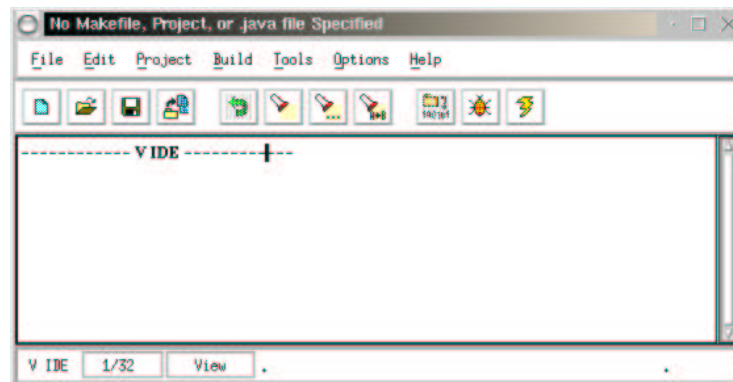 No Makefile, Project, or .java file Specified
File Edit Project Build Tools Options Help
------------ V IDE ------------
V IDE 1/32 View .